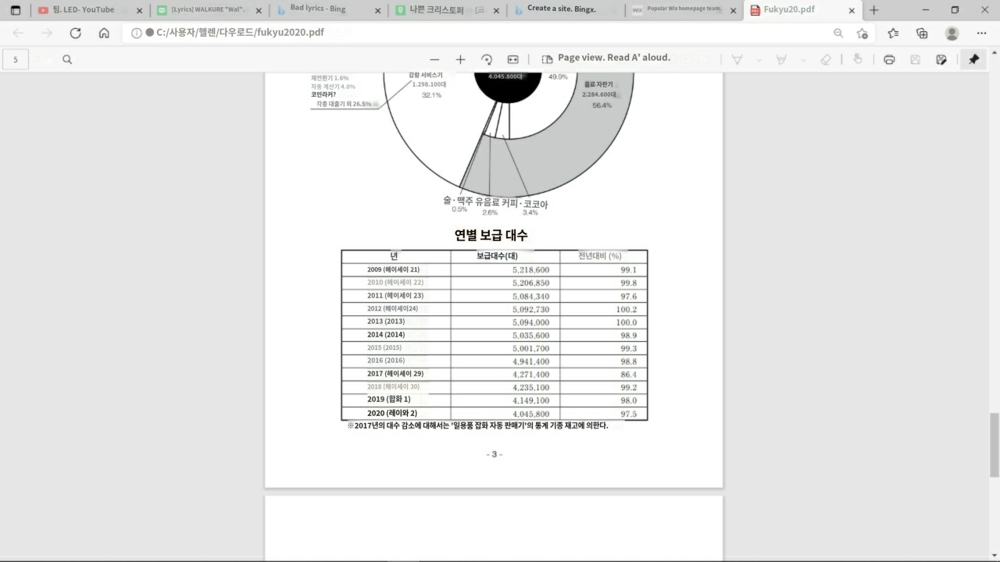 팀. LED- YouTube
[Lyrics] WALKURE "Wal".
Bad lyrics - Bing
나쁜 크리스토퍼
Create a site. Bingx.
WIX Popular Wix homepage team.
Fukyu20.pdf
C:/사용자/헬렌/다우로드/fukyu2020.pdf
5
Page view. Read A' aloud.
재전환기 1.6%
자동 계산기 4.0%
코인라커?
각종 대출기 외 26.5%
강랑 서비스기
1.298.100대
32.1%
4.045.800대
49.9%
음료 자판기
2.284.600대
56.4%
술·맥주 유음료 커피·코코아
0.5% 2.6% 3.4%
연별 보급 대수
년 보급대수(대) 전년대비 (%)
2009 (헤이세이 21) 5,218,600 99.1
2010 (헤이세이 22) 5,206,850 99.8
2011 (헤이세이 23) 5,084,340 97.6
2012 (헤이세이24) 5,092,730 100.2
2013 (2013) 5,094,000 100.0
2014 (2014) 5,035,600 98.9
2015 (2015) 5,001,700 99.3
2016 (2016) 4,941,400 98.8
2017 (헤이세이 29) 4,271,400 86.4
2018 (헤이세이 30) 4,235,100 99.2
2019 (합화 1) 4,149,100 98.0
2020 (레이와 2) 4,045,800 97.5
※2017년의 대수 감소에 대해서는 '일용품 잡화 자동 판매기'의 통계 기종 재고에 의한다.
- 3 -